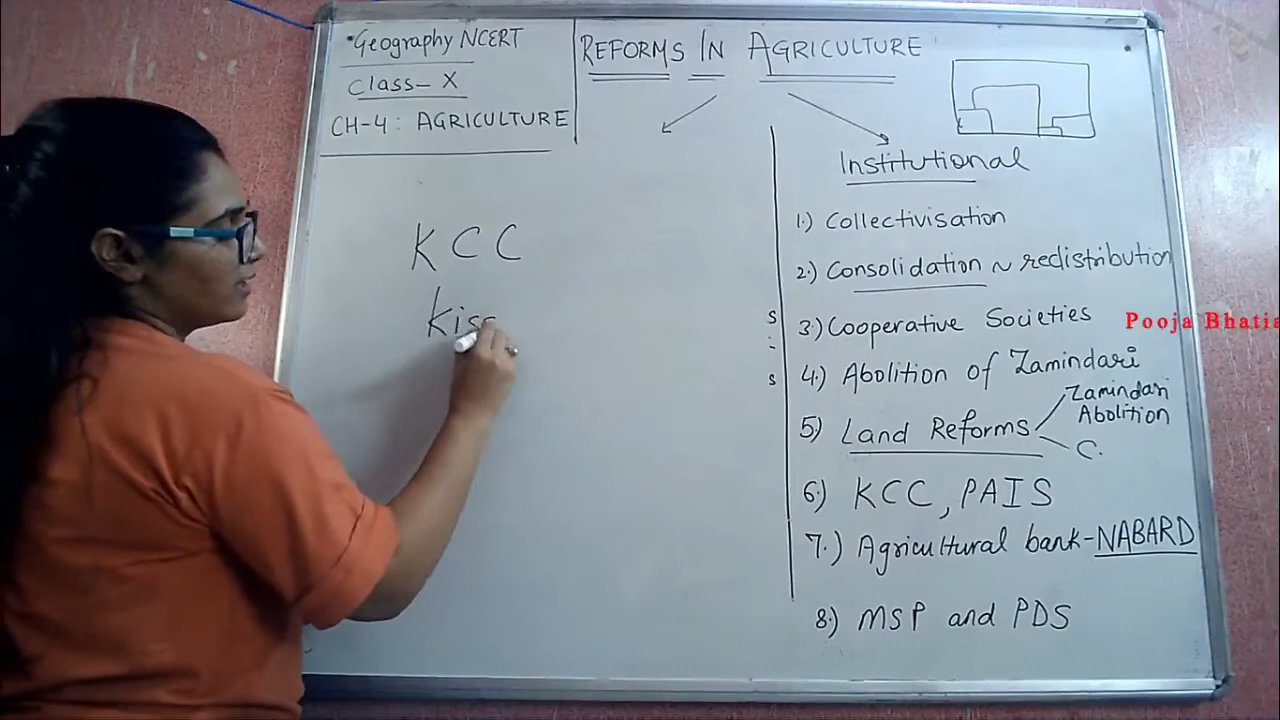 Geography NCERT
Class- X
CH-4: AGRICULTURE
REFORMS IN AGRICULTURE
KCC
Kiss
Institutional
1.) Collectivisation
2.) Consolidation ~ redistribution
3.) Cooperative Societies
4.) Abolition of Zamindari
5) Land Reforms
Zamindari
Abolition
C.
6.) KCC, PAIS
7.) Agricultural bank-NABARD
8.) MSP and PDS
S
S
Pooja Bhatia